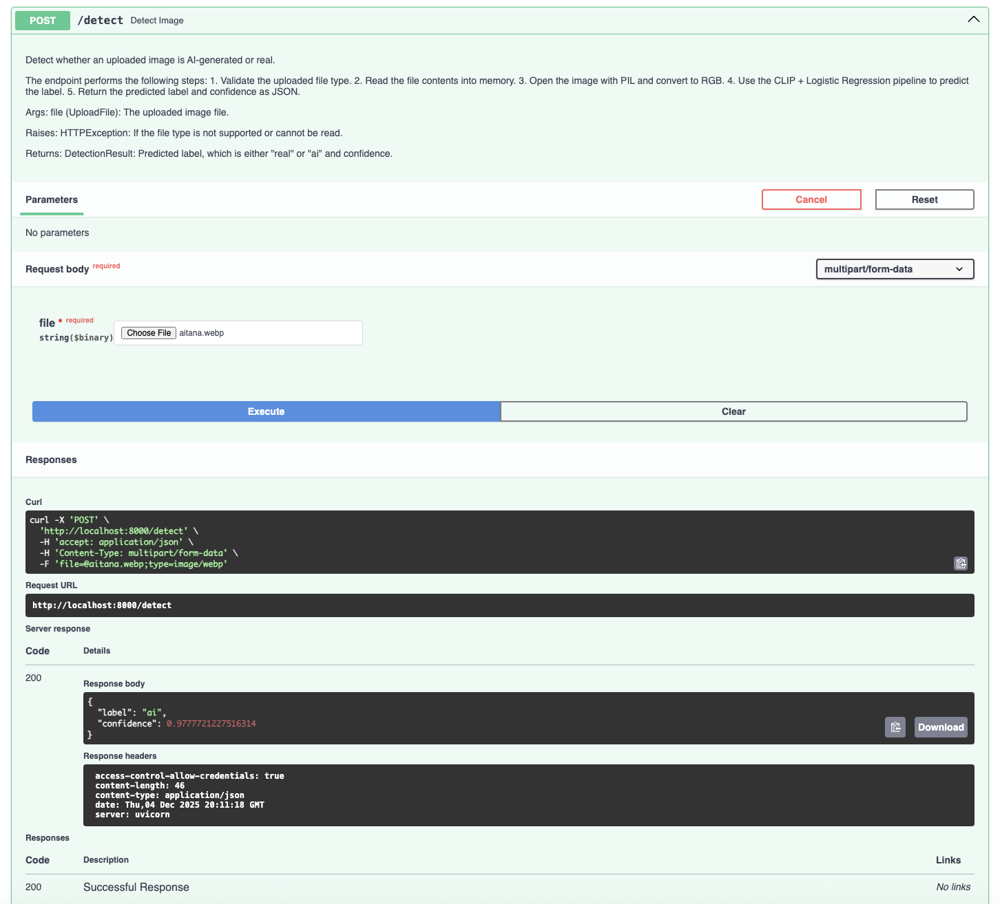 POST /detect Detect Image
Detect whether an uploaded image is AI-generated or real.
The endpoint performs the following steps: 1. Validate the uploaded file type. 2. Read the file contents into memory. 3. Open the image with PIL and convert to RGB. 4. Use the CLIP + Logistic Regression pipeline to predict
the label. 5. Return the predicted label and confidence as JSON.
Args: file (UploadFile): The uploaded image file.
Raises: HTTPException: If the file type is not supported or cannot be read.
Returns: DetectionResult: Predicted label, which is either "real" or "ai" and confidence.
Parameters
Cancel
Reset
No parameters
Request body required
multipart/form-data
file * required
string($binary)
Choose File aitana.webp
Execute
Clear
Responses
Curl
curl -X 'POST' \
  'http://localhost:8000/detect' \
  -H 'accept: application/json' \
  -H 'Content-Type: multipart/form-data' \
  -F 'file=@aitana.webp;type=image/webp'
Request URL
http://localhost:8000/detect
Server response
Code Details
200
Response body
{
  "label": "ai",
  "confidence": 0.9777721227516314
}
Download
Response headers
access-control-allow-credentials: true
content-length: 46
content-type: application/json
date: Thu,04 Dec 2025 20:11:18 GMT
server: uvicorn
Responses
Code Description Links
200 Successful Response No links